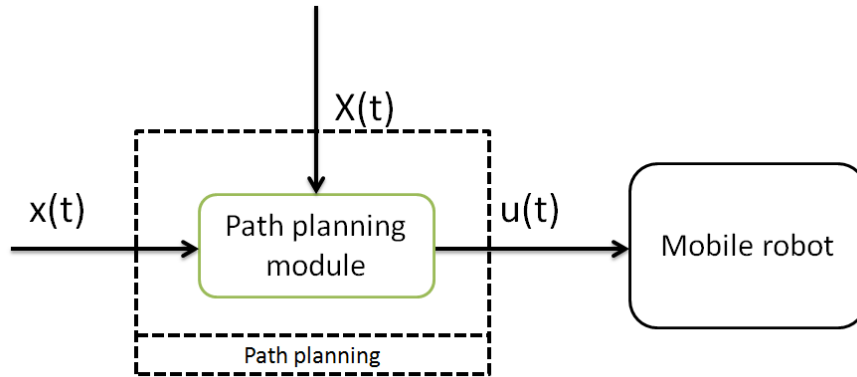 X(t)
x(t)
Path planning
module
u(t)
Mobile robot
Path planning